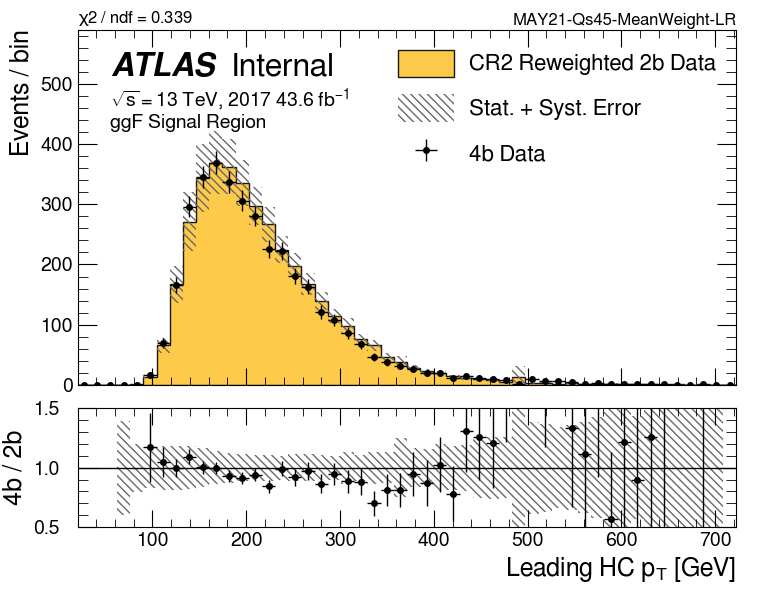 χ2 / ndf = 0.339 MAY21-Qs45-MeanWeight-LR
ATLAS Internal
√s = 13 TeV, 2017 43.6 fb−1
ggF Signal Region
CR2 Reweighted 2b Data
Stat. + Syst. Error
4b Data
Events / bin
500
400
300
200
100
0
4b / 2b
1.5
1.0
0.5
100 200 300 400 500 600 700
Leading HC pT [GeV]